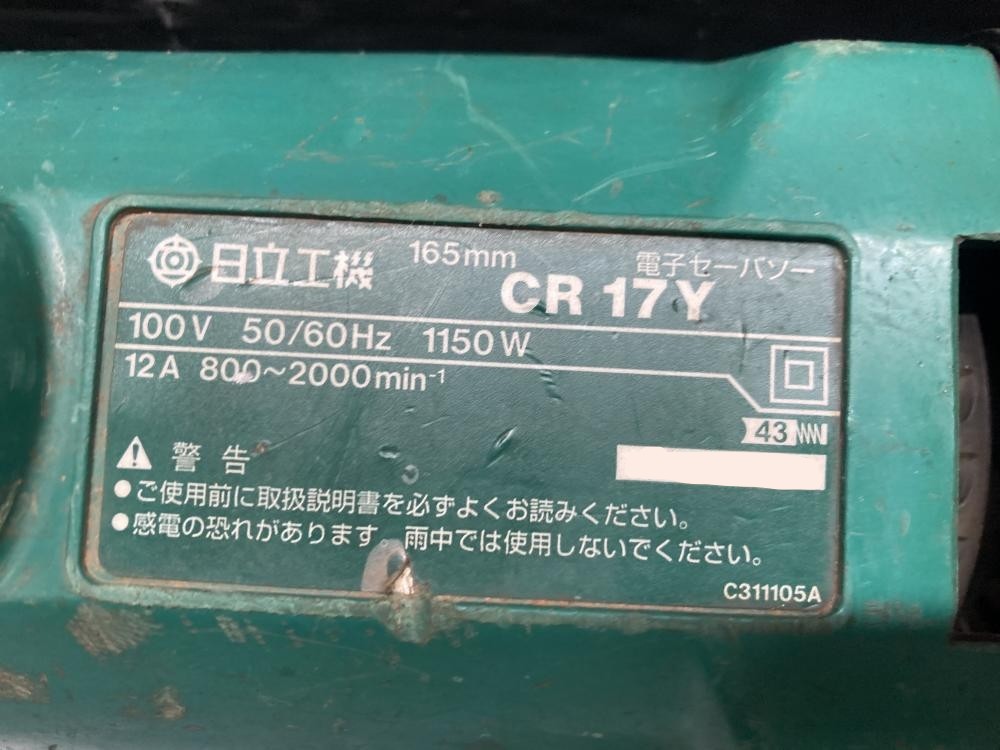 日立工機 165mm 電子セーバソー
CR 17Y
100V 50/60Hz 1150W
12A 800~2000min⁻¹
43
警告
●ご使用前に取扱説明書を必ずよくお読みください。
●感電の恐れがあります。雨中では使用しないでください。
C311105A